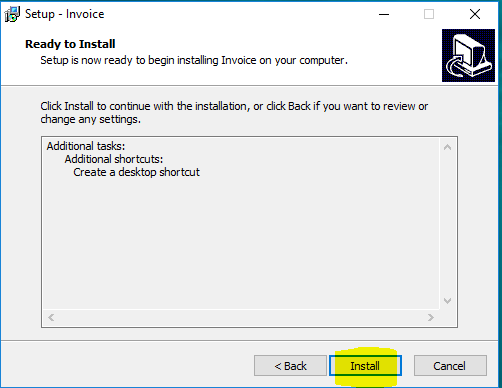 Setup - Invoice
Ready to Install
Setup is now ready to begin installing Invoice on your computer.
Click Install to continue with the installation, or click Back if you want to review or
change any settings.
Additional tasks:
Additional shortcuts:
Create a desktop shortcut
< Back
Install
Cancel